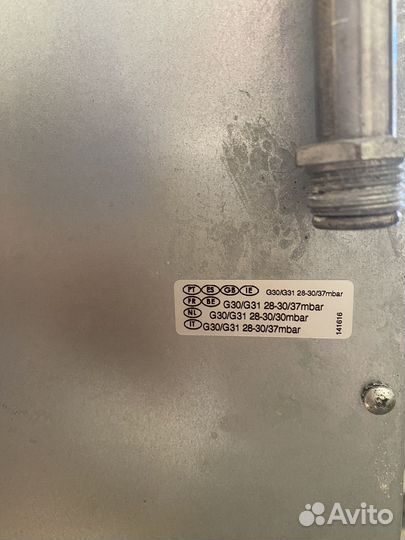 PT ES GB IE G30/G31 28-30/37mbar
FR BE G30/G31 28-30/37mbar
NL G30/G31 28-30/30mbar
IT G30/G31 28-30/37mbar
141616
Avito